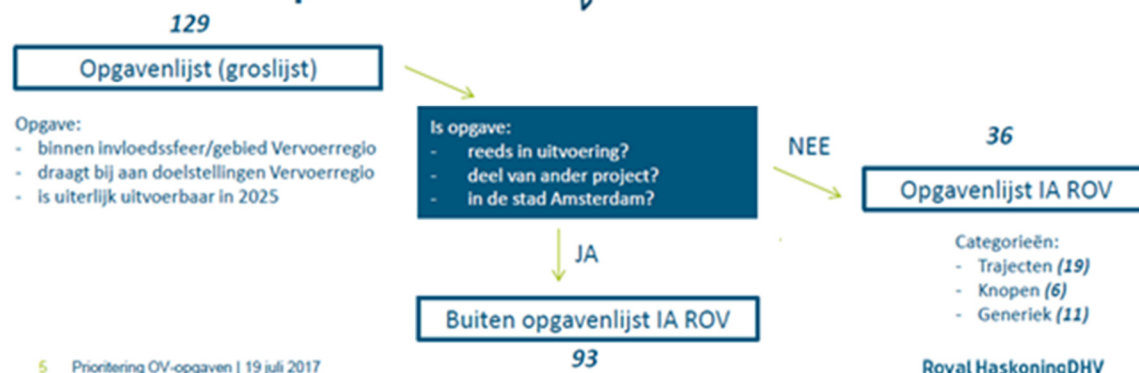 129
Opgavenlijst (groslijst)
Opgave:
- binnen invloedssfeer/gebied Vervoerregio
- draagt bij aan doelstellingen Vervoerregio
- is uiterlijk uitvoerbaar in 2025
Is opgave:
- reeds in uitvoering?
- deel van ander project?
- in de stad Amsterdam?
NEE
36
Opgavenlijst IA ROV
Categorieën:
- Trajecten (19)
- Knopen (6)
- Generiek (11)
JA
Buiten opgavenlijst IA ROV
93
5 Prioritering OV-opgaven | 19 juli 2017
Royal HaskoningDHV